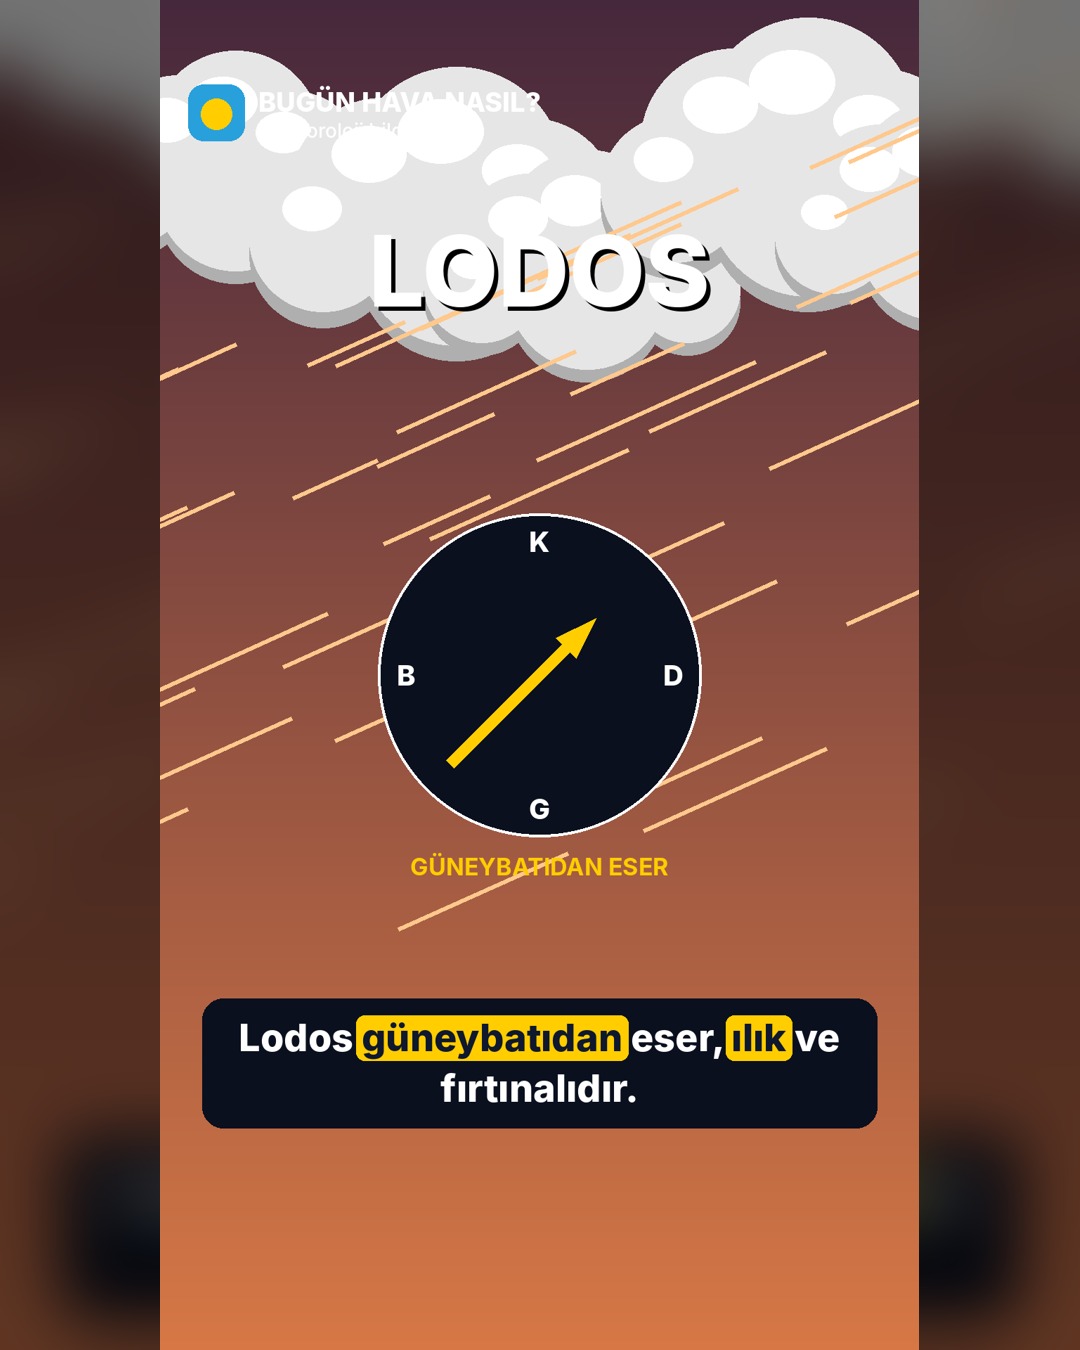 BUGÜN HAVA NASIL?
LODOS
K
B
D
G
GÜNEYBATIDAN ESER
Lodos güneybatıdan eser, ılık ve
fırtınalıdır.